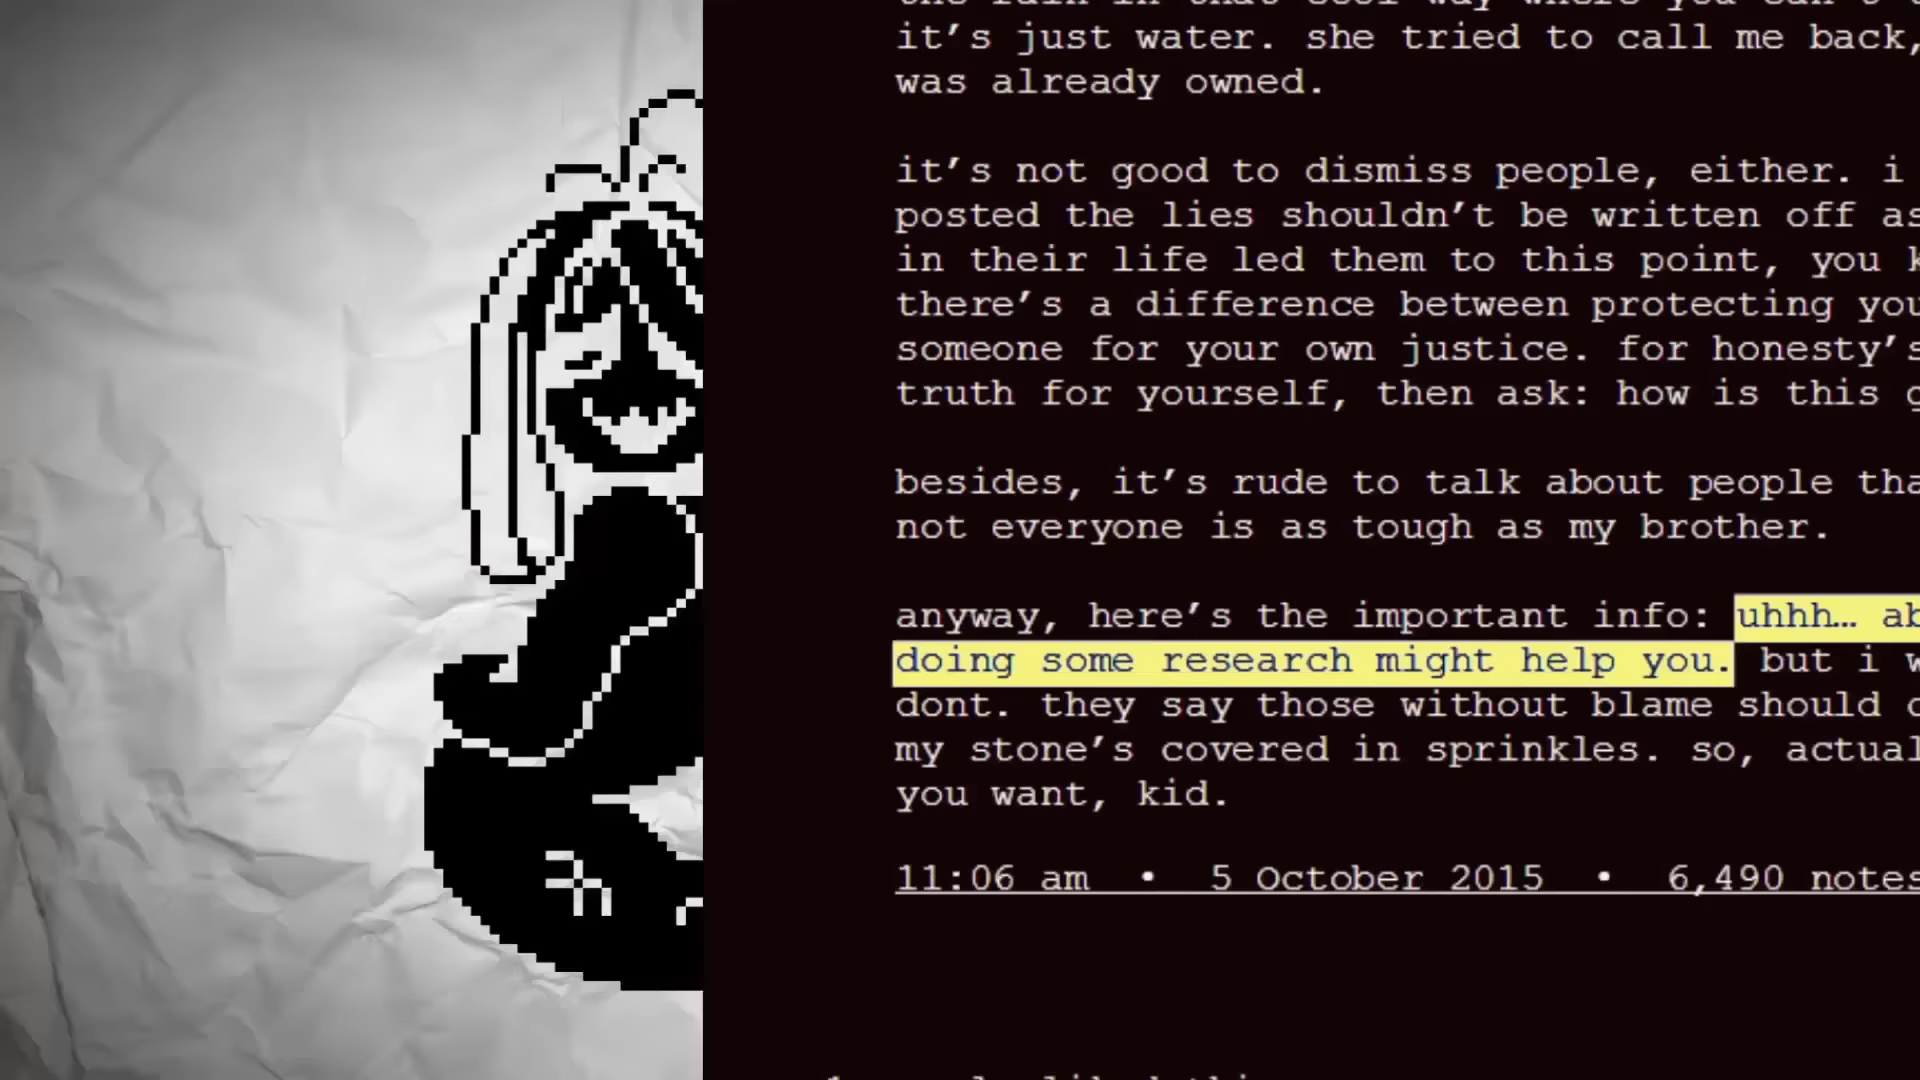 it's just water. she tried to call me back,
was already owned.
it's not good to dismiss people, either. i
posted the lies shouldn't be written off as
in their life led them to this point, you k
there's a difference between protecting you
someone for your own justice. for honesty's
truth for yourself, then ask: how is this g
besides, it's rude to talk about people tha
not everyone is as tough as my brother.
anyway, here's the important info: uhhh… ab
doing some research might help you. but i w
dont. they say those without blame should c
my stone's covered in sprinkles. so, actual
you want, kid.
11:06 am • 5 October 2015 • 6,490 notes